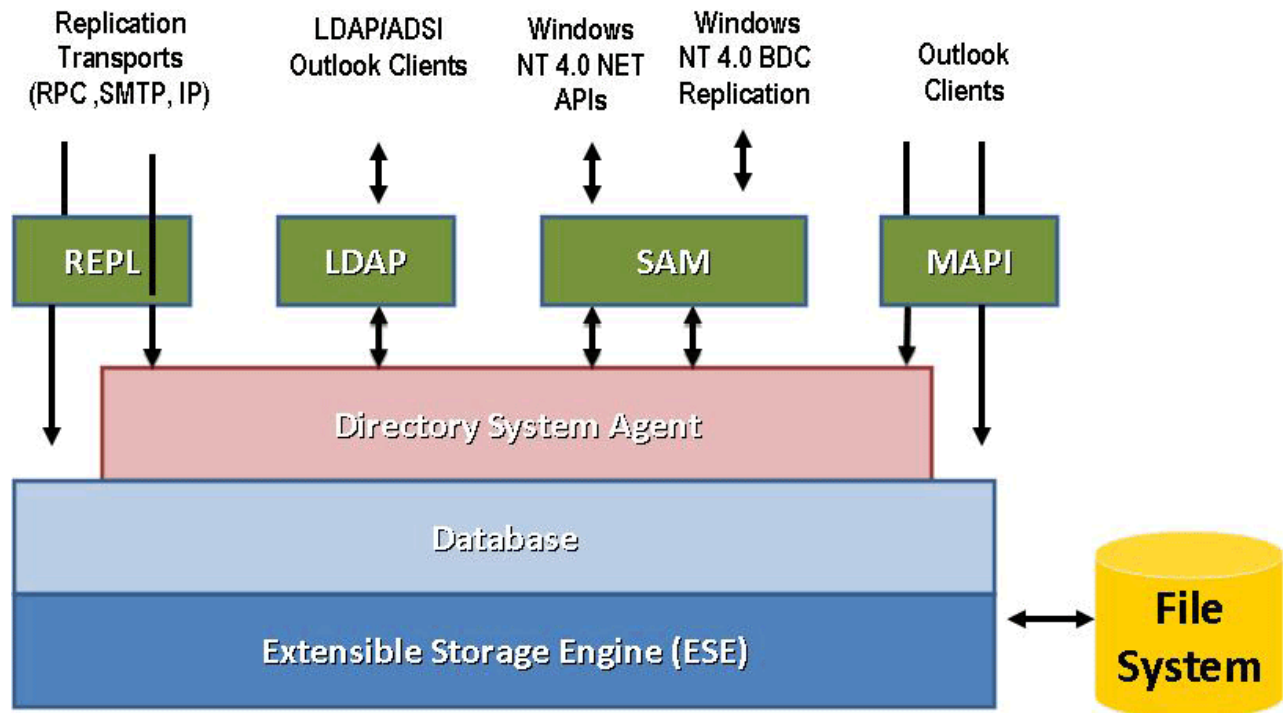 Replication
Transports
(RPC ,SMTP, IP)
LDAP/ADSI
Outlook Clients
Windows
NT 4.0 NET
APIs
Windows
NT 4.0 BDC
Replication
Outlook
Clients
REPL
LDAP
SAM
MAPI
Directory System Agent
Database
Extensible Storage Engine (ESE)
File
System